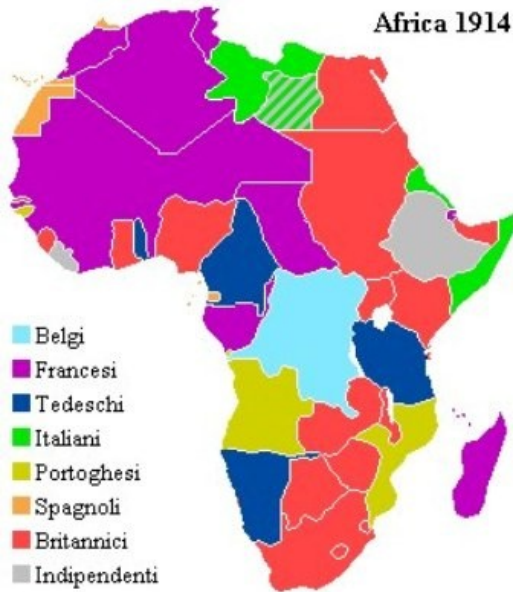 Africa 1914
Belgi
Francesi
Tedeschi
Italiani
Portoghesi
Spagnoli
Britannici
Indipendenti